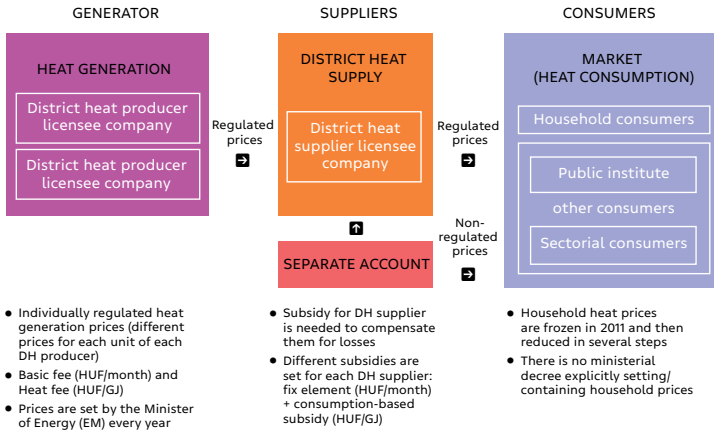 GENERATOR
SUPPLIERS
CONSUMERS
HEAT GENERATION
District heat producer
licensee company
District heat producer
licensee company
Regulated
prices
DISTRICT HEAT
SUPPLY
District heat
supplier licensee
company
SEPARATE ACCOUNT
Regulated
prices
Non-
regulated
prices
MARKET
(HEAT CONSUMPTION)
Household consumers
Public institute
other consumers
Sectorial consumers
• Individually regulated heat
generation prices (different
prices for each unit of each
DH producer)
• Basic fee (HUF/month) and
Heat fee (HUF/GJ)
• Prices are set by the Minister
of Energy (EM) every year
• Subsidy for DH supplier
is needed to compensate
them for losses
• Different subsidies are
set for each DH supplier:
fix element (HUF/month)
+ consumption-based
subsidy (HUF/GJ)
• Household heat prices
are frozen in 2011 and then
reduced in several steps
• There is no ministerial
decree explicitly setting/
containing household prices